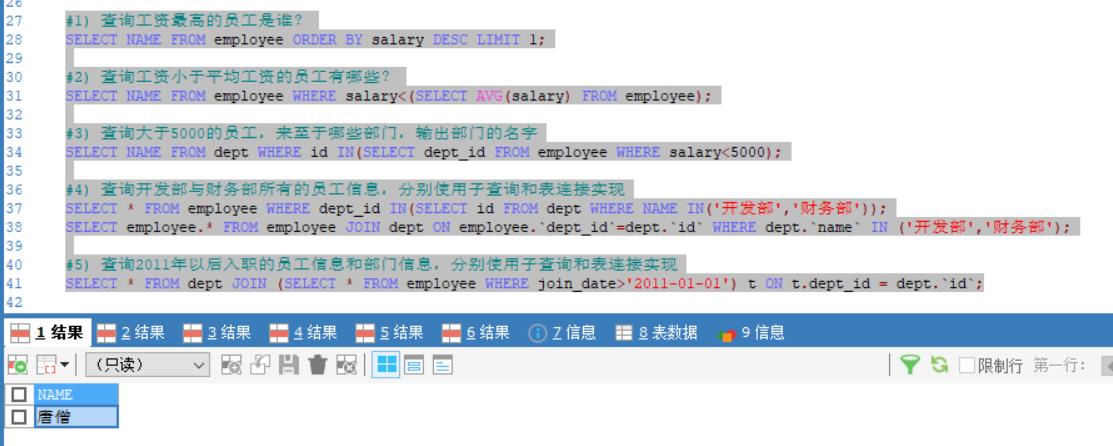 26
27 #1) 查询工资最高的员工是谁?
28 SELECT NAME FROM employee ORDER BY salary DESC LIMIT 1;
29
30 #2) 查询工资小于平均工资的员工有哪些?
31 SELECT NAME FROM employee WHERE salary<(SELECT AVG(salary) FROM employee);
32
33 #3) 查询大于5000的员工，来至于哪些部门，输出部门的名字
34 SELECT NAME FROM dept WHERE id IN(SELECT dept_id FROM employee WHERE salary<5000);
35
36 #4) 查询开发部与财务部所有的员工信息，分别使用子查询和表连接实现
37 SELECT * FROM employee WHERE dept_id IN(SELECT id FROM dept WHERE NAME IN('开发部','财务部'));
38 SELECT employee.* FROM employee JOIN dept ON employee.`dept_id`=dept.`id` WHERE dept.`name` IN ('开发部','财务部');
39
40 #5) 查询2011年以后入职的员工信息和部门信息，分别使用子查询和表连接实现
41 SELECT * FROM dept JOIN (SELECT * FROM employee WHERE join_date>'2011-01-01') t ON t.dept_id = dept.`id`;
42
1 结果 2 结果 3 结果 4 结果 5 结果 6 结果 7 信息 8 表数据 9 信息
(只读) 限制行 第一行:
NAME
唐僧